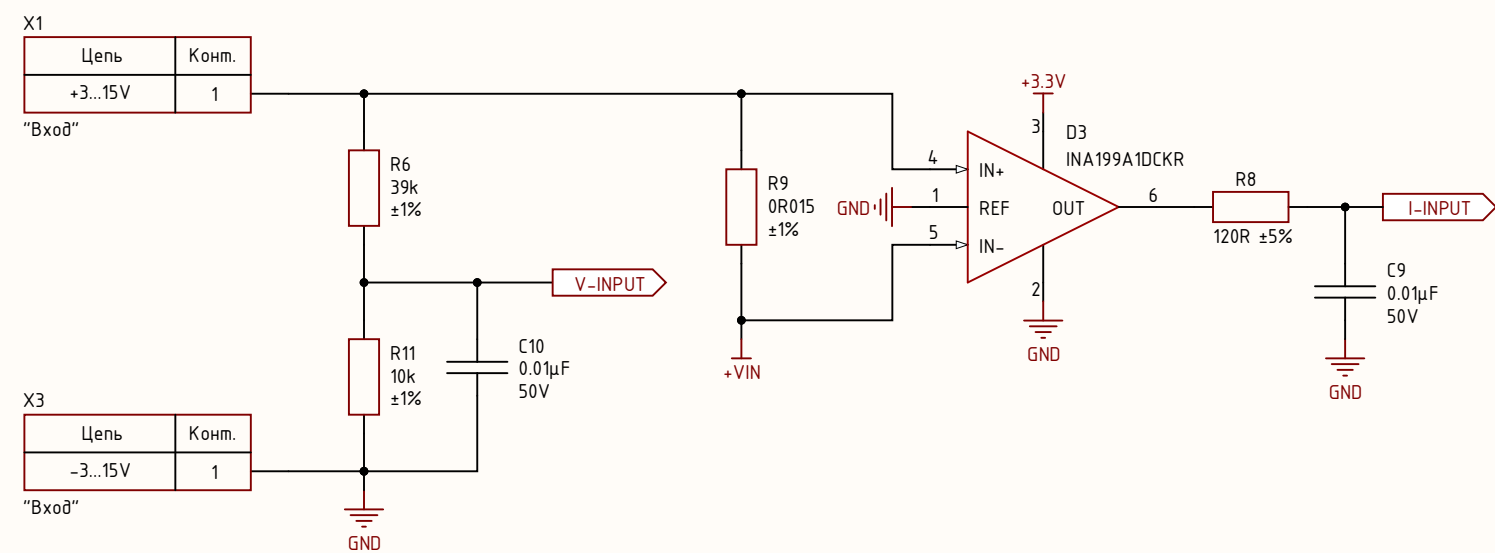 X1
Цепь Конт.
+3...15V 1
"Вход"
R6
39k
±1%
V-INPUT
R11
10k
±1%
C10
0.01µF
50V
X3
Цепь Конт.
-3...15V 1
"Вход"
GND
R9
0R015
±1%
+VIN
+3.3V
3
D3
INA199A1DCKR
4 IN+
GND 1 REF OUT 6
5 IN-
2
GND
R8
120R ±5%
I-INPUT
C9
0.01µF
50V
GND